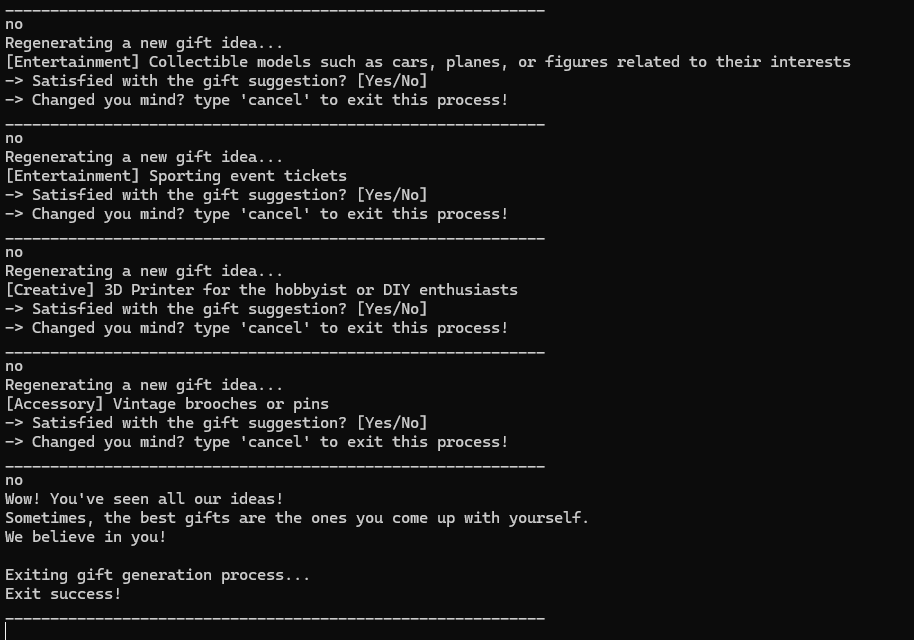 ____________________________________________________________
no
Regenerating a new gift idea...
[Entertainment] Collectible models such as cars, planes, or figures related to their interests
-> Satisfied with the gift suggestion? [Yes/No]
-> Changed you mind? type 'cancel' to exit this process!
____________________________________________________________
no
Regenerating a new gift idea...
[Entertainment] Sporting event tickets
-> Satisfied with the gift suggestion? [Yes/No]
-> Changed you mind? type 'cancel' to exit this process!
____________________________________________________________
no
Regenerating a new gift idea...
[Creative] 3D Printer for the hobbyist or DIY enthusiasts
-> Satisfied with the gift suggestion? [Yes/No]
-> Changed you mind? type 'cancel' to exit this process!
____________________________________________________________
no
Regenerating a new gift idea...
[Accessory] Vintage brooches or pins
-> Satisfied with the gift suggestion? [Yes/No]
-> Changed you mind? type 'cancel' to exit this process!
____________________________________________________________
no
Wow! You've seen all our ideas!
Sometimes, the best gifts are the ones you come up with yourself.
We believe in you!
Exiting gift generation process...
Exit success!
____________________________________________________________